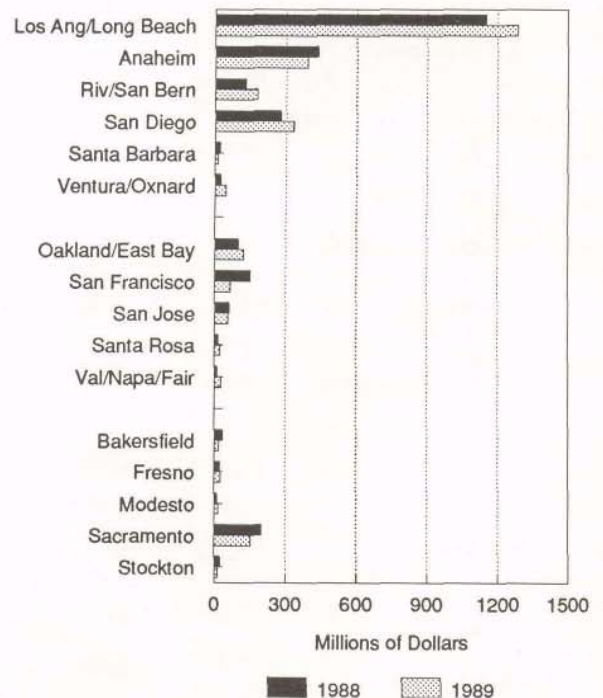 Los Ang/Long Beach
Anaheim
Riv/San Bern
San Diego
Santa Barbara
Ventura/Oxnard
Oakland/East Bay
San Francisco
San Jose
Santa Rosa
Val/Napa/Fair
Bakersfield
Fresno
Modesto
Sacramento
Stockton
0 300 600 900 1200 1500
Millions of Dollars
1988 1989